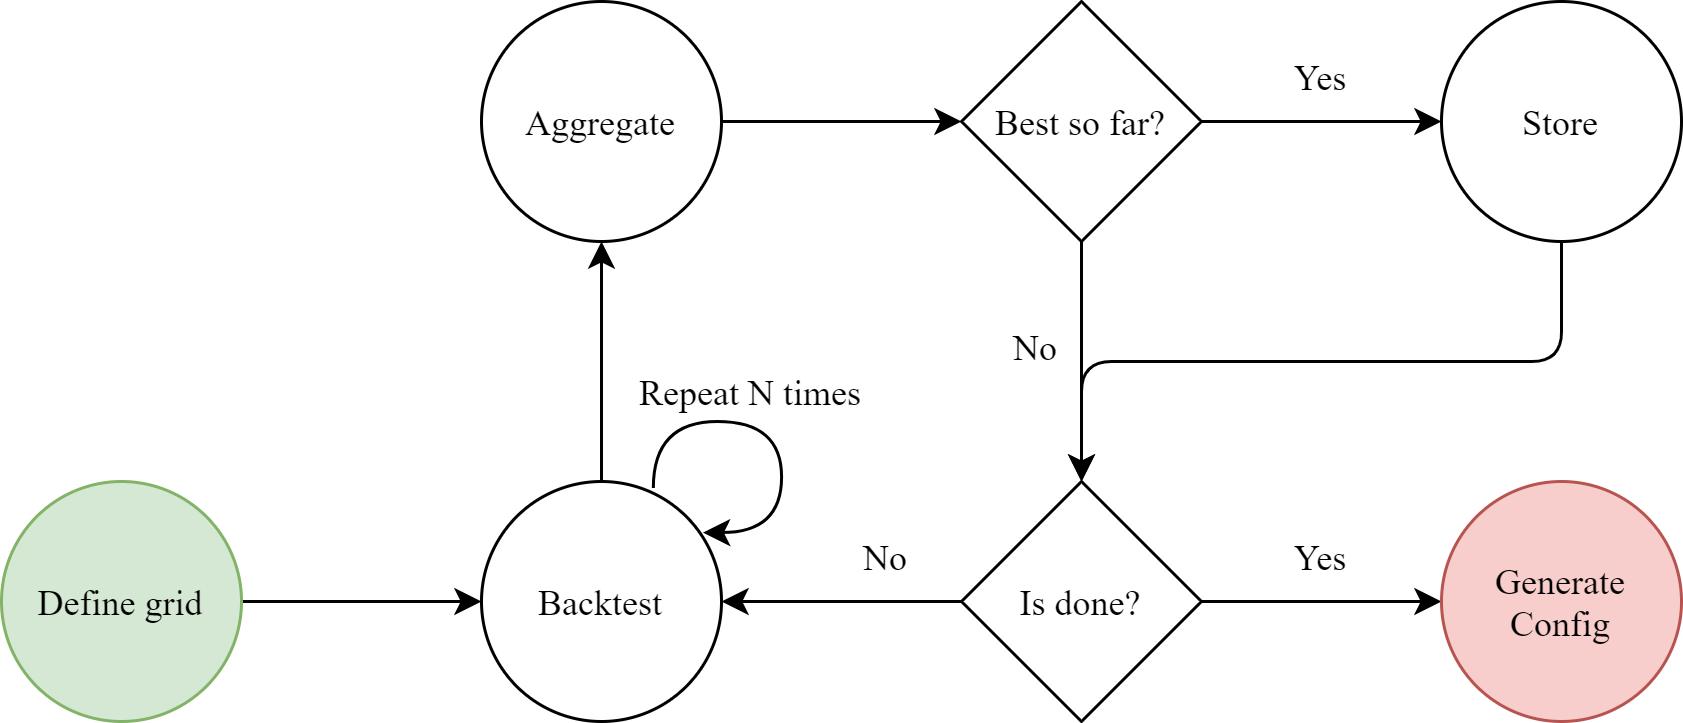 Aggregate
Best so far?
Yes
Store
No
Repeat N times
Define grid
Backtest
No
Is done?
Yes
Generate
Config